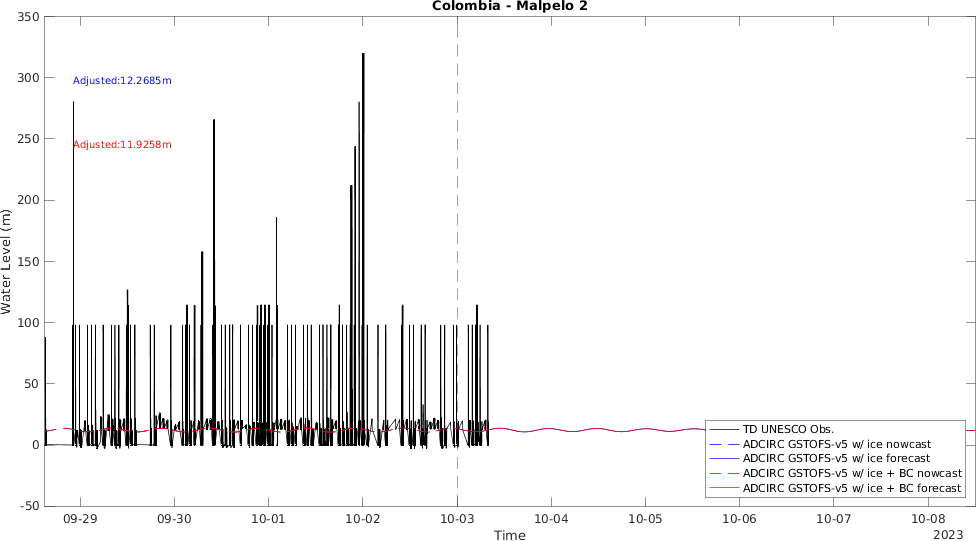 Colombia - Malpelo 2
350
300
250
200
150
100
50
0
-50
Water Level (m)
Adjusted:12.2685m
Adjusted:11.9258m
TD UNESCO Obs.
ADCIRC GSTOFS-v5 w/ ice nowcast
ADCIRC GSTOFS-v5 w/ ice forecast
ADCIRC GSTOFS-v5 w/ ice + BC nowcast
ADCIRC GSTOFS-v5 w/ ice + BC forecast
09-29 09-30 10-01 10-02 10-03 10-04 10-05 10-06 10-07 10-08
Time
2023